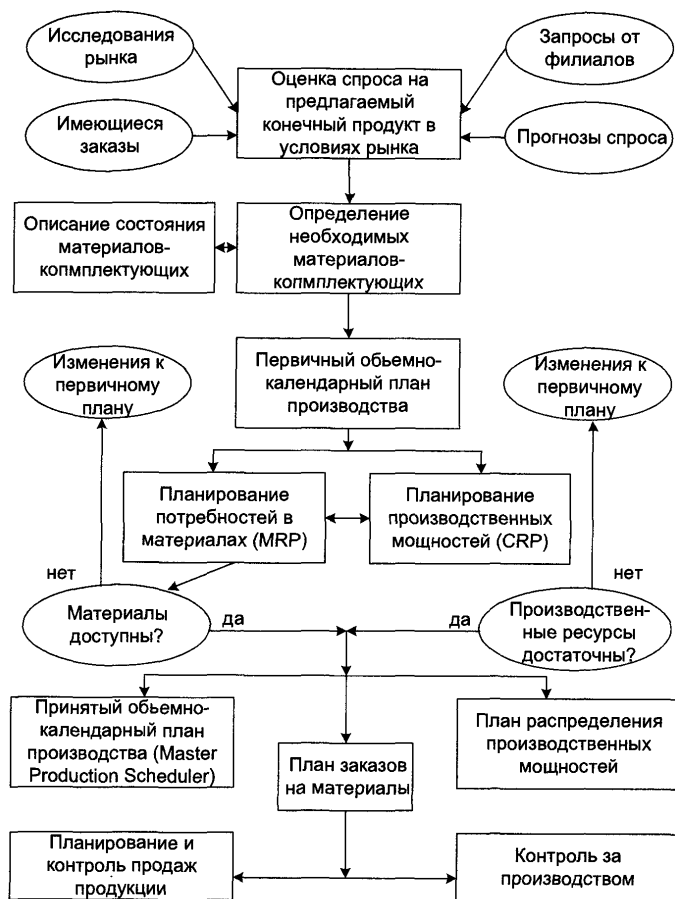 Исследования
рынка
Запросы от
филиалов
Оценка спроса на
предлагаемый
конечный продукт в
условиях рынка
Имеющиеся
заказы
Прогнозы спроса
Описание состояния
материалов-
копмплектующих
Определение
необходимых
материалов-
копмплектующих
Изменения к
первичному
плану
Первичный обьемно-
календарный план
производства
Изменения к
первичному
плану
Планирование
потребностей в
материалах (MRP)
Планирование
производственных
мощностей (CRP)
нет
нет
Материалы
доступны?
да
да
Производствен-
ные ресурсы
достаточны?
Принятый обьемно-
календарный план
производства (Master
Production Scheduler)
План заказов
на материалы
План распределения
производственных
мощностей
Планирование и
контроль продаж
продукции
Контроль за
производством